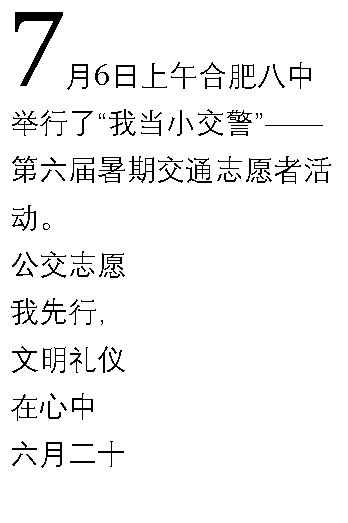 7月6日上午合肥八中
举行了“我当小交警”——
第六届暑期交通志愿者活
动。
公交志愿
我先行,
文明礼仪
在心中
六月二十